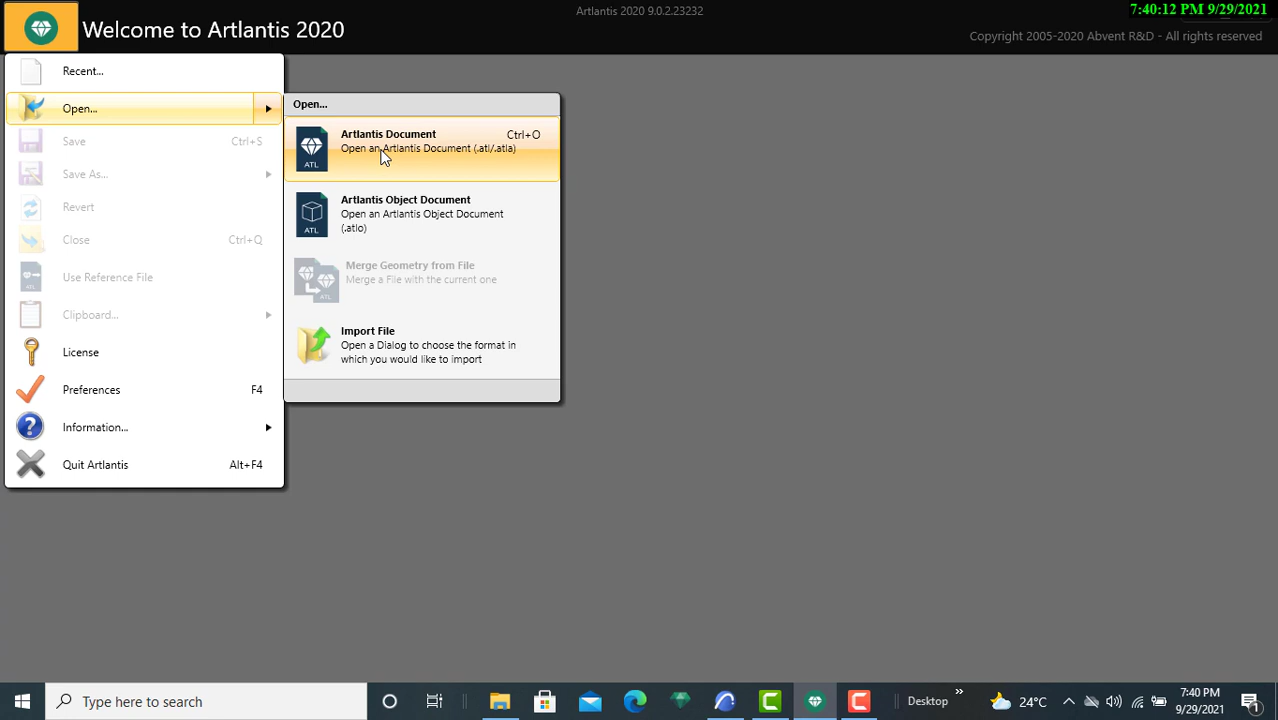 Artlantis 2020 9.0.2.23232
7:40:12 PM 9/29/2021
Welcome to Artlantis 2020
Copyright 2005-2020 Abvent R&D - All rights reserved
Recent...
Open...
Save Ctrl+S
Save As...
Revert
Close Ctrl+Q
Use Reference File
Clipboard...
License
Preferences F4
Information...
Quit Artlantis Alt+F4
Open...
Artlantis Document Ctrl+O
Open an Artlantis Document (.atl/.atla)
ATL
Artlantis Object Document
Open an Artlantis Object Document
(.atlo)
ATL
Merge Geometry from File
Merge a File with the current one
ATL
Import File
Open a Dialog to choose the format in
which you would like to import
Type here to search
Desktop
»
24°C
7:40 PM
9/29/2021
1